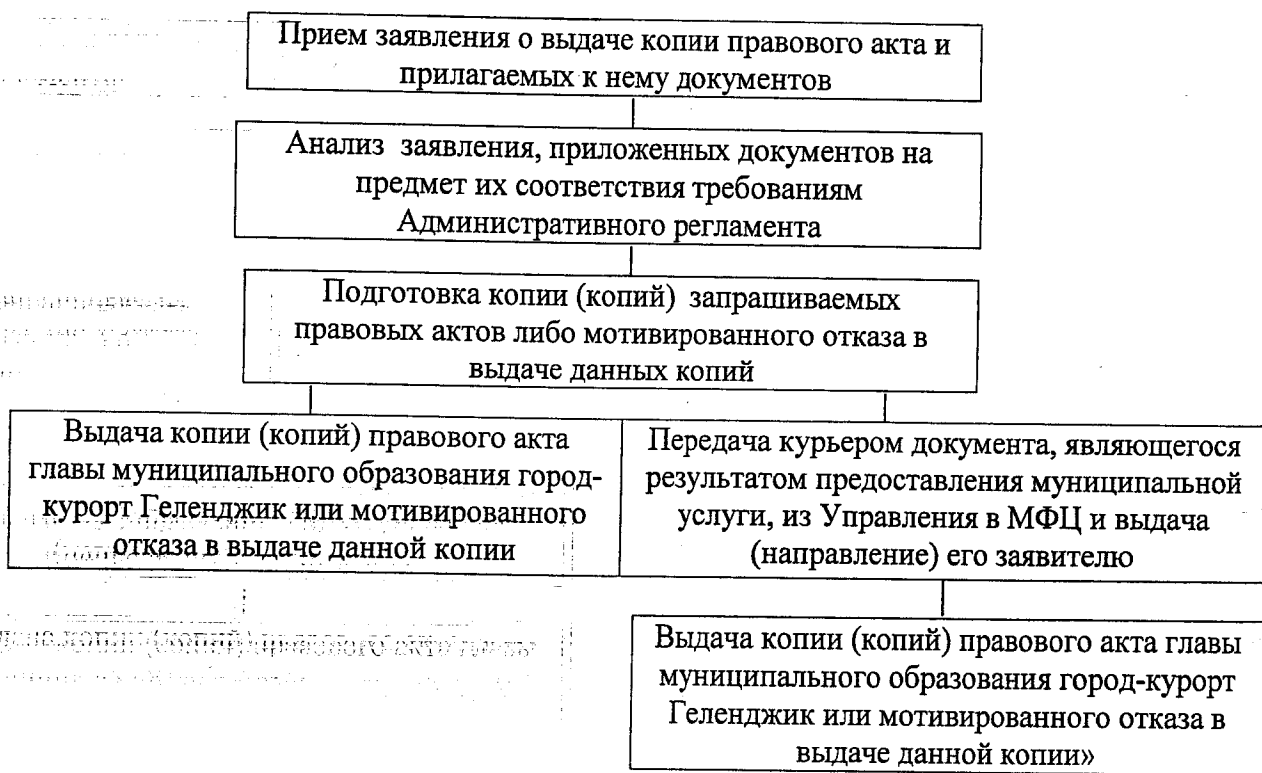 Прием заявления о выдаче копии правового акта и
прилагаемых к нему документов
Анализ заявления, приложенных документов на
предмет их соответствия требованиям
Административного регламента
Подготовка копии (копий) запрашиваемых
правовых актов либо мотивированного отказа в
выдаче данных копий
Выдача копии (копий) правового акта
главы муниципального образования город-
курорт Геленджик или мотивированного
отказа в выдаче данной копии
Передача курьером документа, являющегося
результатом предоставления муниципальной
услуги, из Управления в МФЦ и выдача
(направление) его заявителю
Выдача копии (копий) правового акта главы
муниципального образования город-курорт
Геленджик или мотивированного отказа в
выдаче данной копии»